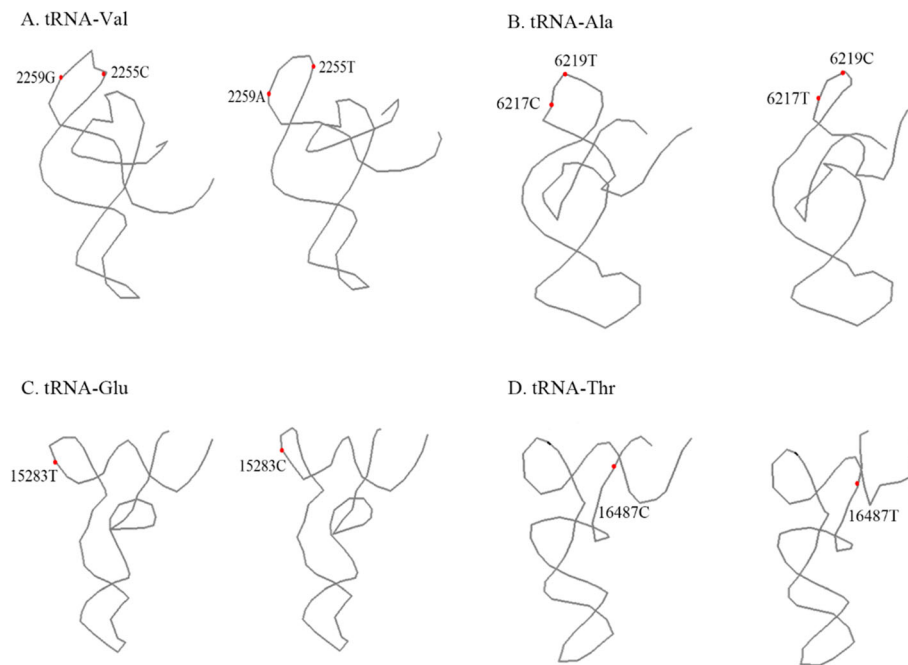 A. tRNA-Val
B. tRNA-Ala
2259G
2255C
2255T
2259A
6219T
6217C
6219C
6217T
C. tRNA-Glu
D. tRNA-Thr
15283T
15283C
16487C
16487T